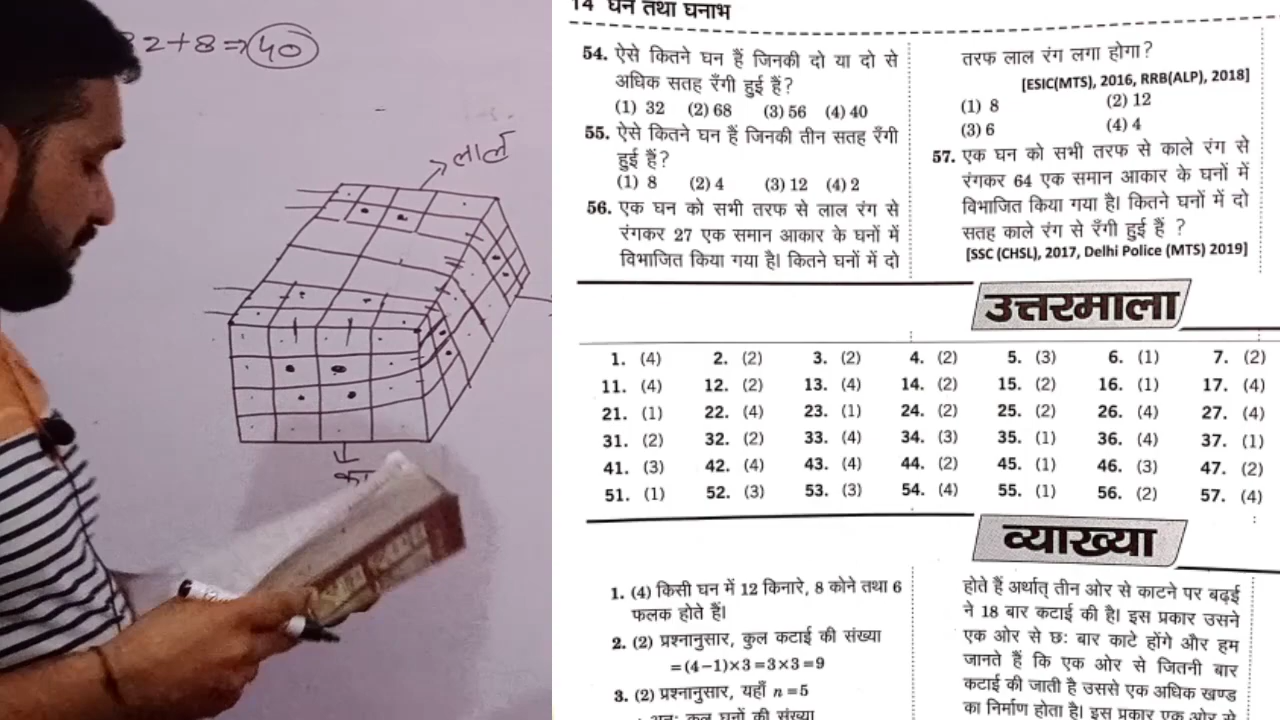 2+8⇒40
लाल
14 घन तथा घनाभ
54. ऐसे कितने घन हैं जिनकी दो या दो से
अधिक सतह रँगी हुई हैं?
(1) 32 (2) 68 (3) 56 (4) 40
55. ऐसे कितने घन हैं जिनकी तीन सतह रँगी
हुई हैं?
(1) 8 (2) 4 (3) 12 (4) 2
56. एक घन को सभी तरफ से लाल रंग से
रंगकर 27 एक समान आकार के घनों में
विभाजित किया गया है। कितने घनों में दो
तरफ लाल रंग लगा होगा?
[ESIC(MTS), 2016, RRB(ALP), 2018]
(1) 8 (2) 12
(3) 6 (4) 4
57. एक घन को सभी तरफ से काले रंग से
रंगकर 64 एक समान आकार के घनों में
विभाजित किया गया है। कितने घनों में दो
सतह काले रंग से रँगी हुई हैं ?
[SSC (CHSL), 2017, Delhi Police (MTS) 2019]
उत्तरमाला
1. (4) 2. (2) 3. (2) 4. (2) 5. (3) 6. (1) 7. (2)
11. (4) 12. (2) 13. (4) 14. (2) 15. (2) 16. (1) 17. (4)
21. (1) 22. (4) 23. (1) 24. (2) 25. (2) 26. (4) 27. (4)
31. (2) 32. (2) 33. (4) 34. (3) 35. (1) 36. (4) 37. (1)
41. (3) 42. (4) 43. (4) 44. (2) 45. (1) 46. (3) 47. (2)
51. (1) 52. (3) 53. (3) 54. (4) 55. (1) 56. (2) 57. (4)
व्याख्या
1. (4) किसी घन में 12 किनारे, 8 कोने तथा 6
फलक होते हैं।
2. (2) प्रश्नानुसार, कुल कटाई की संख्या
=(4−1)×3=3×3=9
3. (2) प्रश्नानुसार, यहाँ n=5
अतः कुल घनों की संख्या
होते हैं अर्थात् तीन ओर से काटने पर बढ़ई
ने 18 बार कटाई की है। इस प्रकार उसने
एक ओर से छः बार काटे होंगे और हम
जानते हैं कि एक ओर से जितनी बार
कटाई की जाती है उससे एक अधिक खण्ड
का निर्माण होता है। इस प्रकार एक ओर से